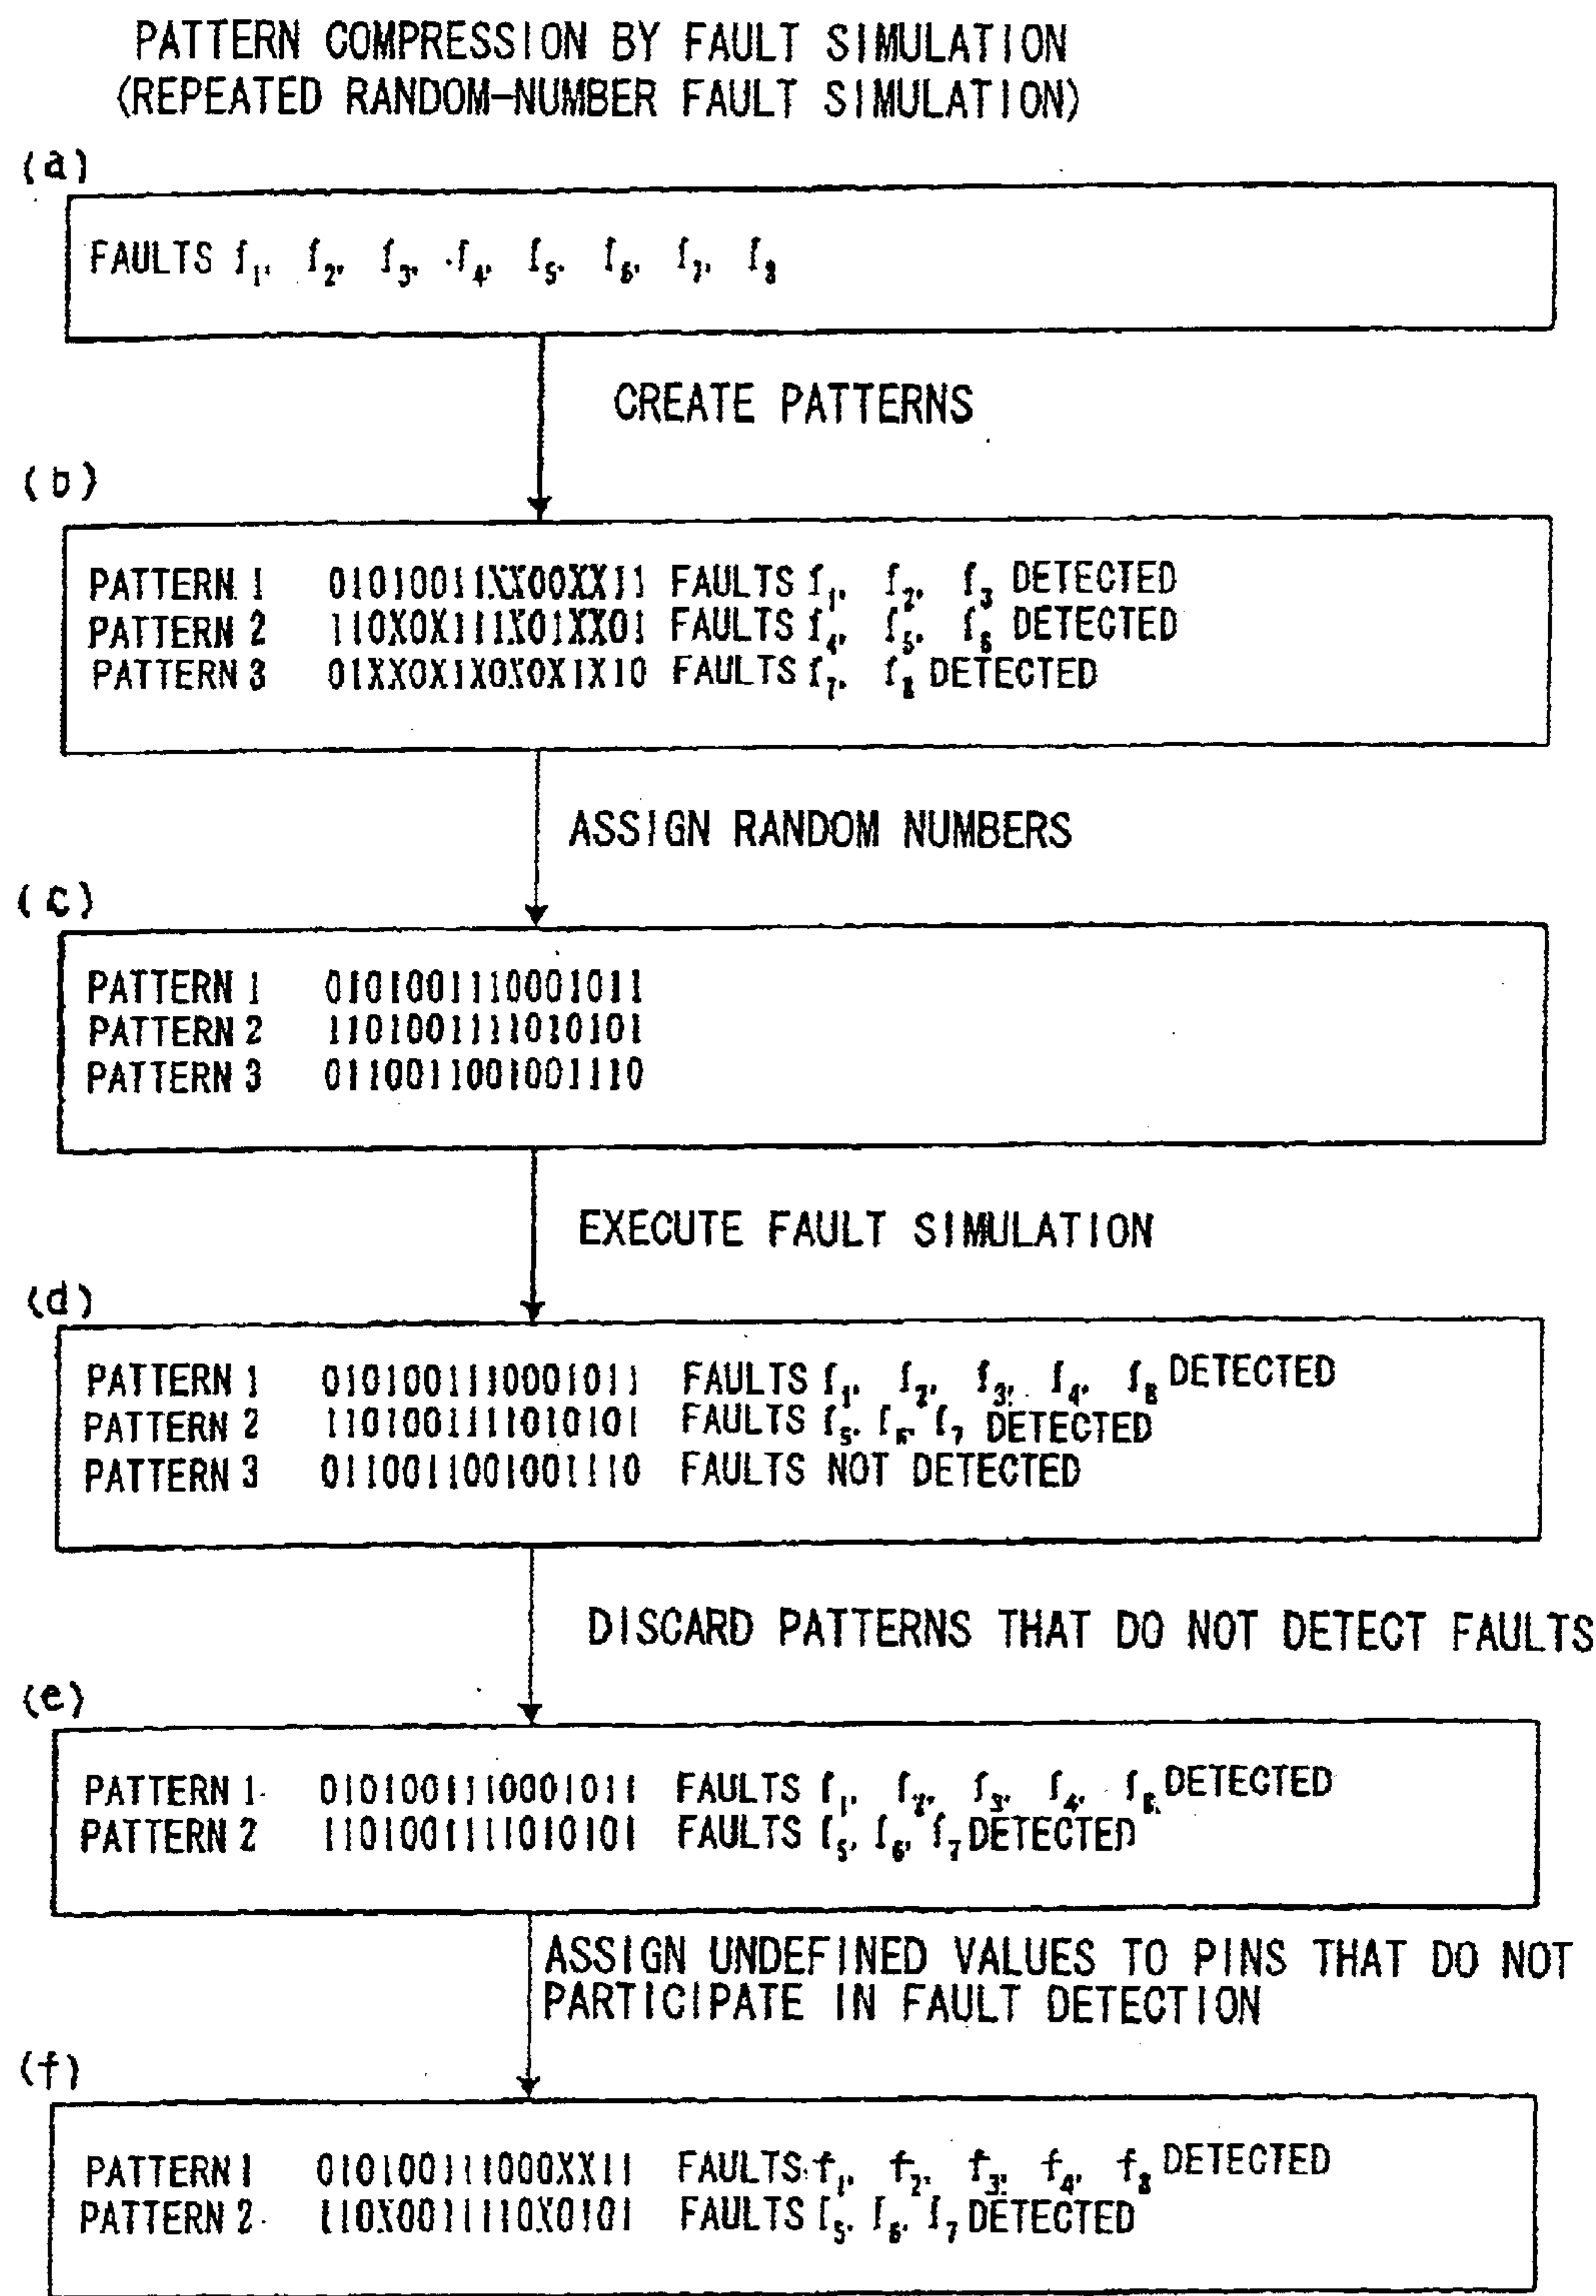 PATTERN COMPRESSION BY FAULT SIMULATION
(REPEATED RANDOM-NUMBER FAULT SIMULATION)
(a)
FAULTS f1, f2, f3, f4, f5, f6, f7, f8
CREATE PATTERNS
(b)
PATTERN 1 01010011XX00XX11 FAULTS f1, f2, f3 DETECTED
PATTERN 2 110X0X111X01XX01 FAULTS f4, f5, f6 DETECTED
PATTERN 3 01XX0X1X0X0X1X10 FAULTS f7, f8 DETECTED
ASSIGN RANDOM NUMBERS
(c)
PATTERN 1 0101001110001011
PATTERN 2 1101001111010101
PATTERN 3 0110011001001110
EXECUTE FAULT SIMULATION
(d)
PATTERN 1 0101001110001011 FAULTS f1, f2, f3, f4, f8 DETECTED
PATTERN 2 1101001111010101 FAULTS f5, f6, f7 DETECTED
PATTERN 3 0110011001001110 FAULTS NOT DETECTED
DISCARD PATTERNS THAT DO NOT DETECT FAULTS
(e)
PATTERN 1 0101001110001011 FAULTS f1, f2, f3, f4, f8 DETECTED
PATTERN 2 1101001111010101 FAULTS f5, f6, f7 DETECTED
ASSIGN UNDEFINED VALUES TO PINS THAT DO NOT
PARTICIPATE IN FAULT DETECTION
(f)
PATTERN 1 010100111000XX11 FAULTS f1, f2, f3, f4, f8 DETECTED
PATTERN 2 110X0011110X0101 FAULTS f5, f6, f7 DETECTED